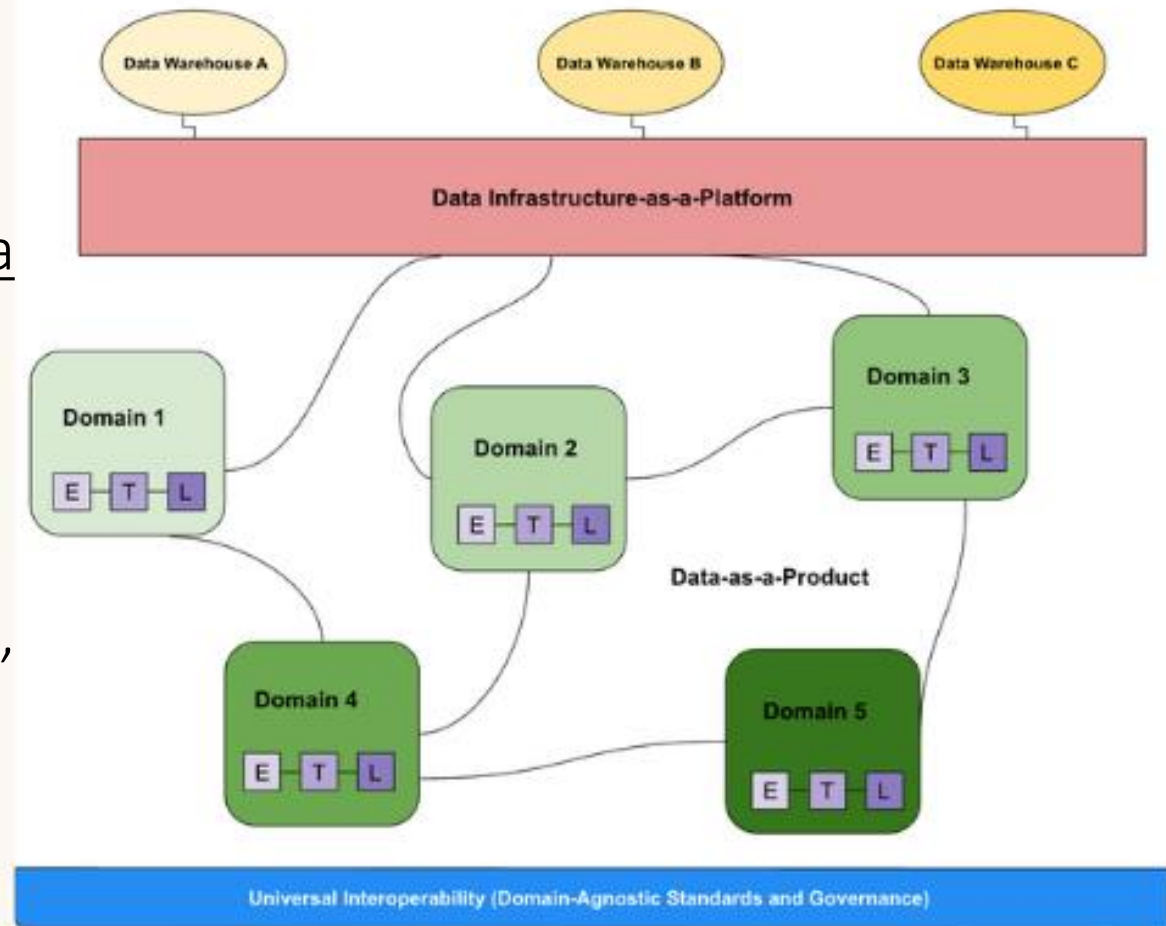 Data Warehouse A
Data Warehouse B
Data Warehouse C
Data Infrastructure-as-a-Platform
a
Domain 1
E T L
Domain 2
E T L
Domain 3
E T L
Data-as-a-Product
,
Domain 4
E T L
Domain 5
E T L
Universal Interoperability (Domain-Agnostic Standards and Governance)